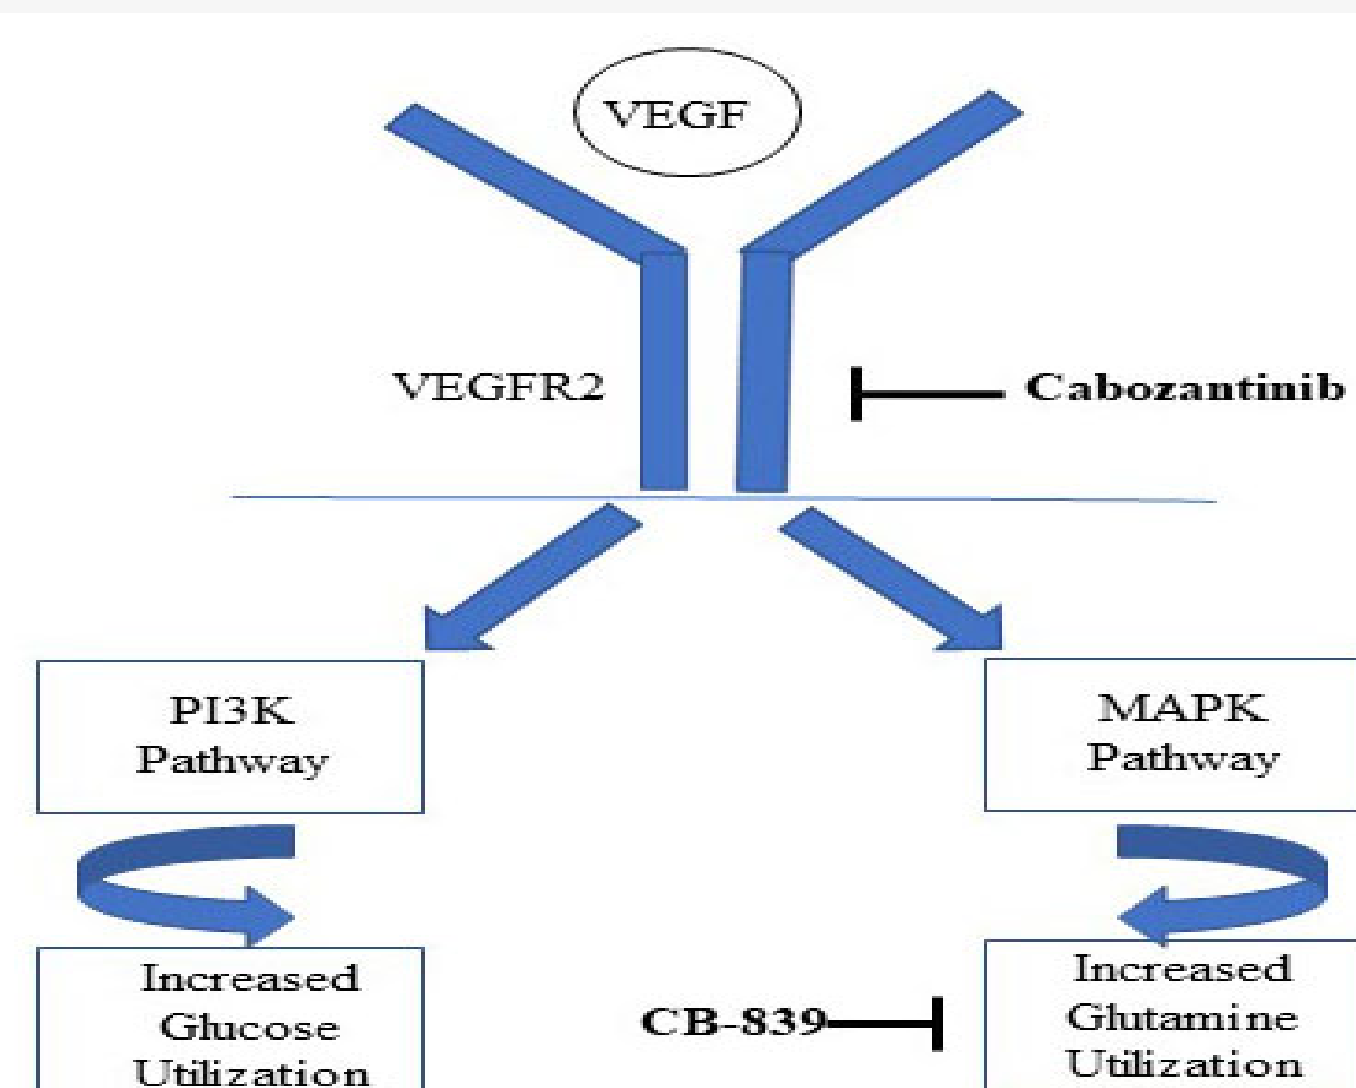 VEGF
VEGFR2
Cabozantinib
PI3K
Pathway
MAPK
Pathway
Increased
Glucose
Utilization
CB-839
Increased
Glutamine
Utilization